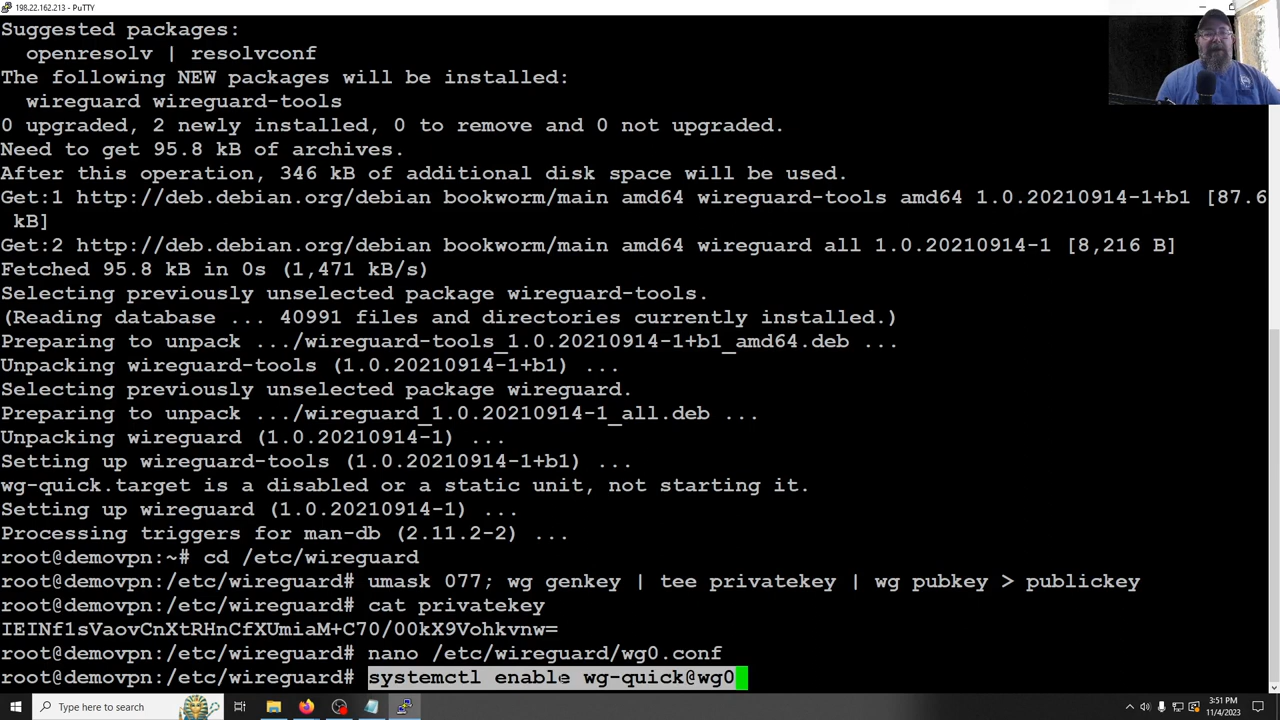 198.22.162.213 - PuTTY
Suggested packages:
openresolv | resolvconf
The following NEW packages will be installed:
wireguard wireguard-tools
0 upgraded, 2 newly installed, 0 to remove and 0 not upgraded.
Need to get 95.8 kB of archives.
After this operation, 346 kB of additional disk space will be used.
Get:1 http://deb.debian.org/debian bookworm/main amd64 wireguard-tools amd64 1.0.20210914-1+b1 [87.6
kB]
Get:2 http://deb.debian.org/debian bookworm/main amd64 wireguard all 1.0.20210914-1 [8,216 B]
Fetched 95.8 kB in 0s (1,471 kB/s)
Selecting previously unselected package wireguard-tools.
(Reading database ... 40991 files and directories currently installed.)
Preparing to unpack .../wireguard-tools_1.0.20210914-1+b1_amd64.deb ...
Unpacking wireguard-tools (1.0.20210914-1+b1) ...
Selecting previously unselected package wireguard.
Preparing to unpack .../wireguard_1.0.20210914-1_all.deb ...
Unpacking wireguard (1.0.20210914-1) ...
Setting up wireguard-tools (1.0.20210914-1+b1) ...
wg-quick.target is a disabled or a static unit, not starting it.
Setting up wireguard (1.0.20210914-1) ...
Processing triggers for man-db (2.11.2-2) ...
root@demovpn:~# cd /etc/wireguard
root@demovpn:/etc/wireguard# umask 077; wg genkey | tee privatekey | wg pubkey > publickey
root@demovpn:/etc/wireguard# cat privatekey
IEINf1sVaovCnXtRHnCfXUmiaM+C70/00kX9Vohkvnw=
root@demovpn:/etc/wireguard# nano /etc/wireguard/wg0.conf
root@demovpn:/etc/wireguard# systemctl enable wg-quick@wg0
Type here to search
3:51 PM
11/4/2023